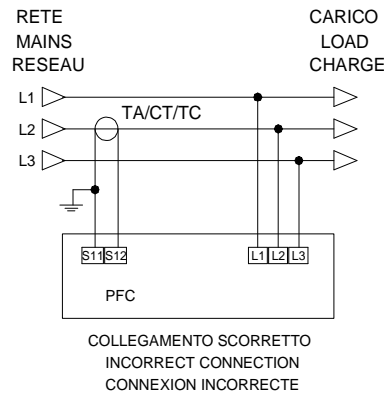 RETE
MAINS
RESEAU
CARICO
LOAD
CHARGE
L1
TA/CT/TC
L2
L3
S11 S12 L1 L2 L3
PFC
COLLEGAMENTO SCORRETTO
INCORRECT CONNECTION
CONNEXION INCORRECTE